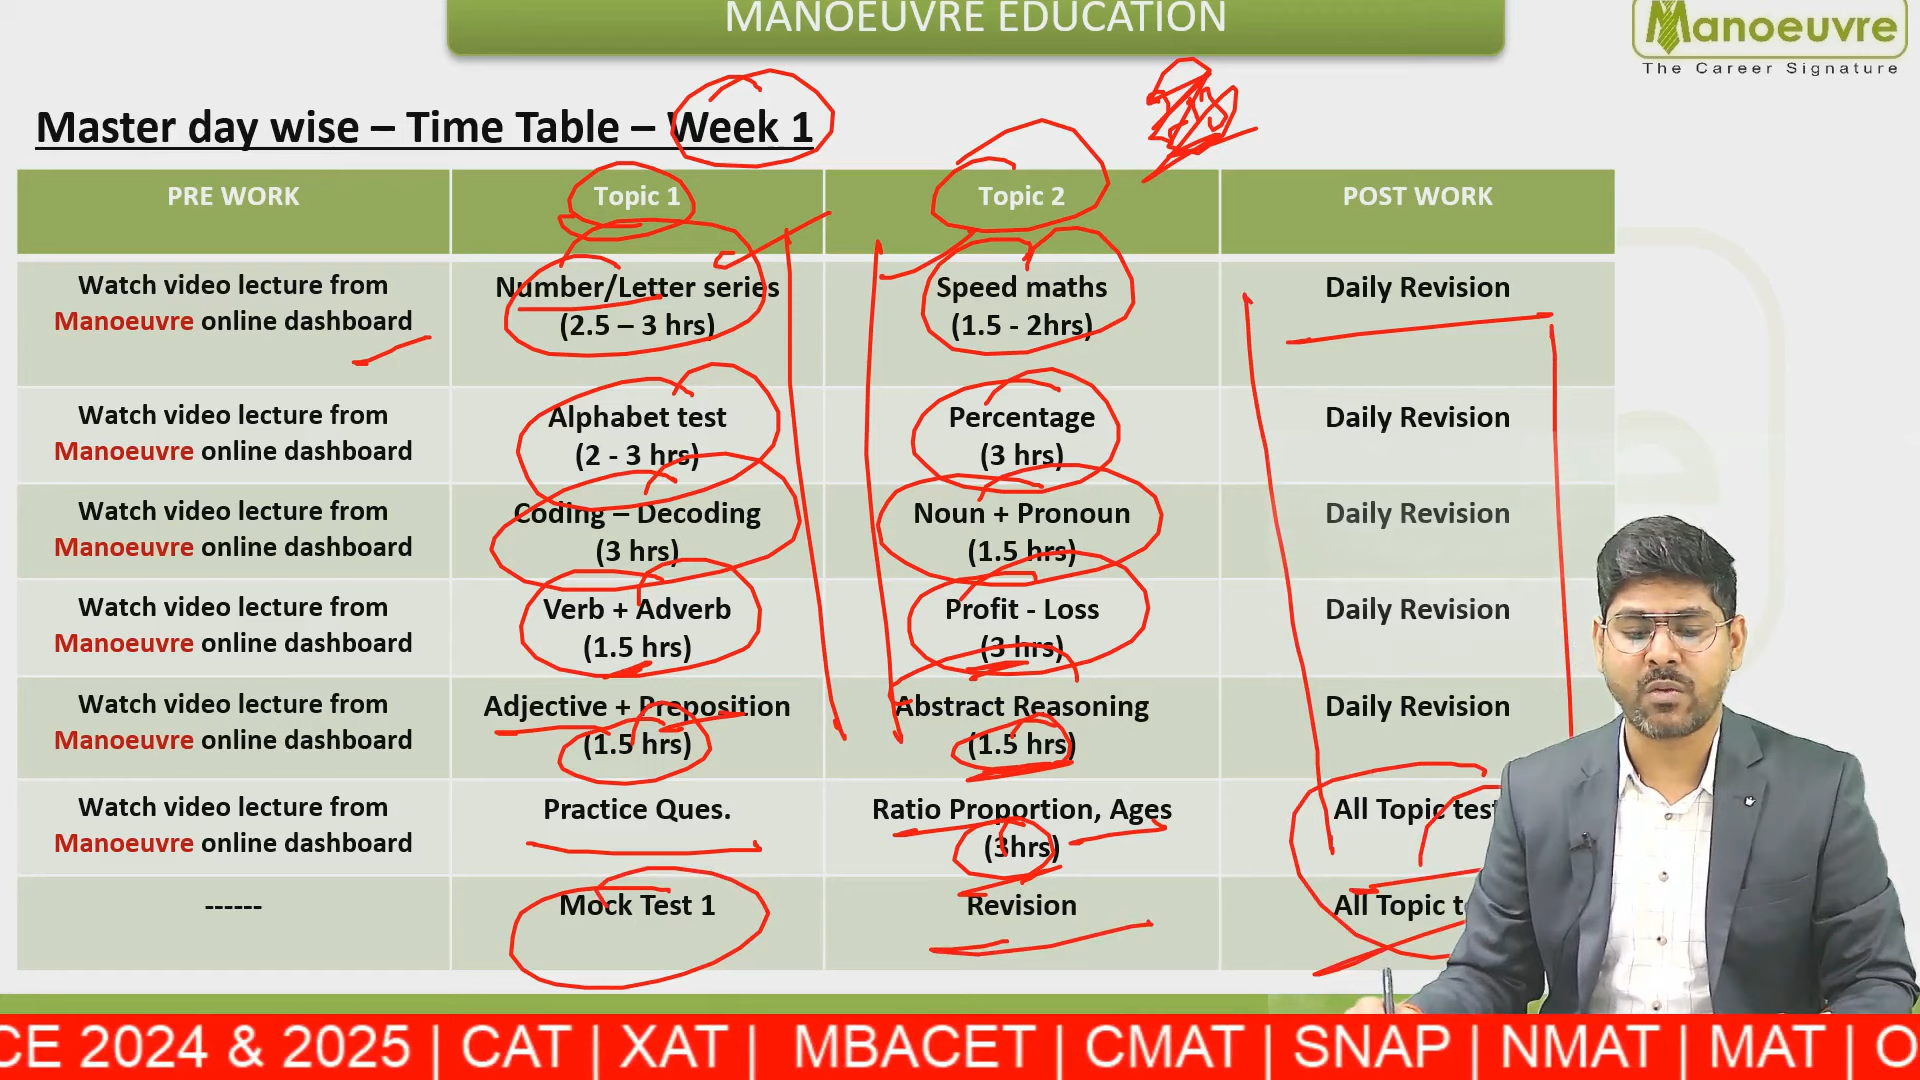 MANOEUVRE EDUCATION
Manoeuvre
The Career Signature
Master day wise – Time Table – Week 1
PRE WORK
Topic 1
Topic 2
POST WORK
Watch video lecture from
Manoeuvre online dashboard
Number/Letter series
(2.5 – 3 hrs)
Speed maths
(1.5 - 2hrs)
Daily Revision
Watch video lecture from
Manoeuvre online dashboard
Alphabet test
(2 - 3 hrs)
Percentage
(3 hrs)
Daily Revision
Watch video lecture from
Manoeuvre online dashboard
Coding – Decoding
(3 hrs)
Noun + Pronoun
(1.5 hrs)
Daily Revision
Watch video lecture from
Manoeuvre online dashboard
Verb + Adverb
(1.5 hrs)
Profit - Loss
(3 hrs)
Daily Revision
Watch video lecture from
Manoeuvre online dashboard
Adjective + Preposition
(1.5 hrs)
Abstract Reasoning
(1.5 hrs)
Daily Revision
Watch video lecture from
Manoeuvre online dashboard
Practice Ques.
Ratio Proportion, Ages
(3hrs)
All Topic test
------
Mock Test 1
Revision
All Topic
CE 2024 & 2025 | CAT | XAT | MBACET | CMAT | SNAP | NMAT | MAT |